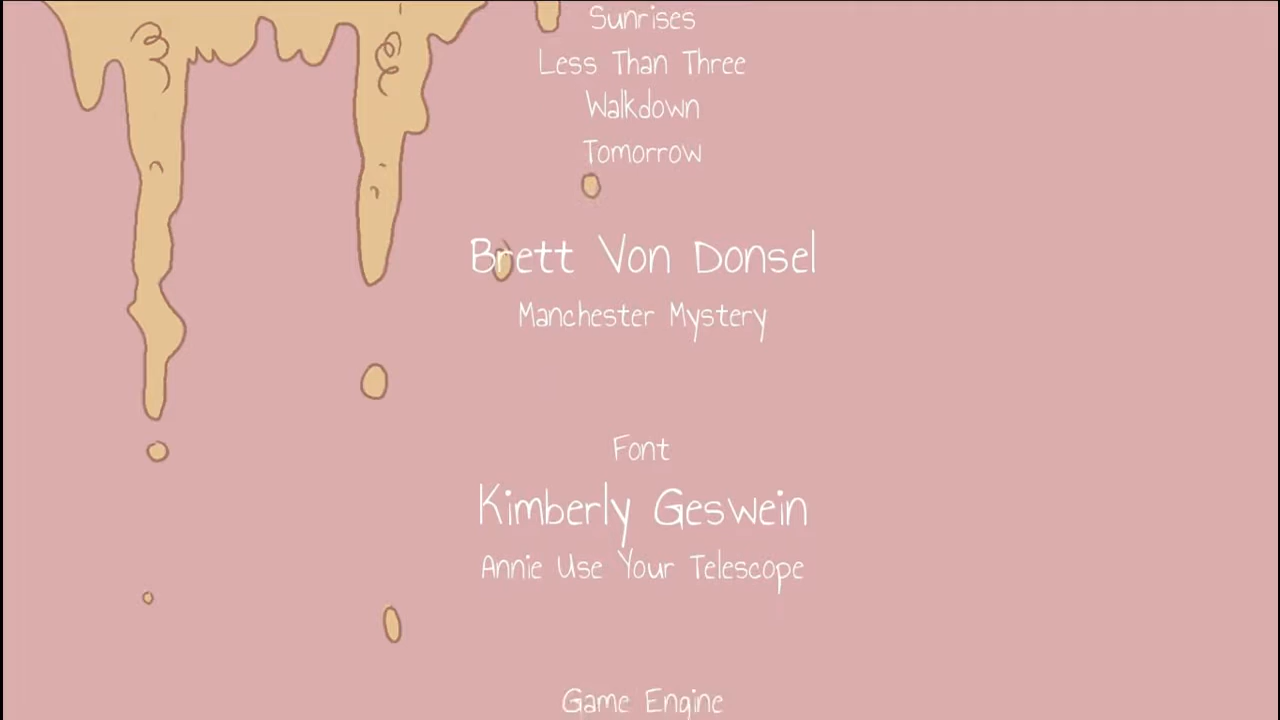 Sunrises
Less Than Three
Walkdown
Tomorrow
Brett Von Donsel
Manchester Mystery
Font
Kimberly Geswein
Annie Use Your Telescope
Game Engine